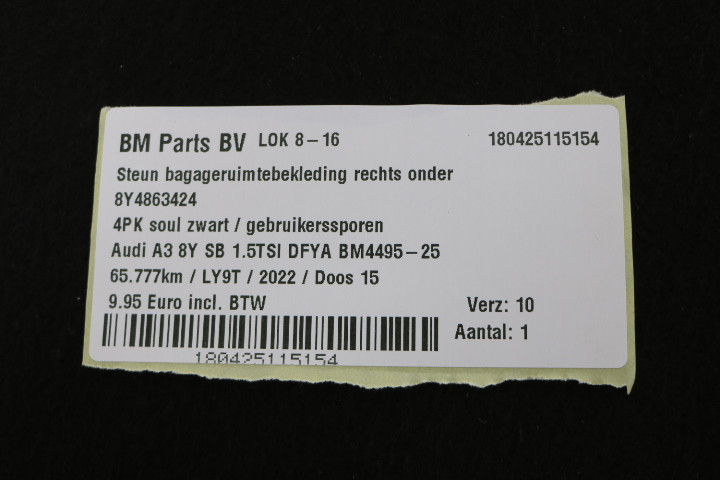 BM Parts BV LOK 8-16 180425115154
Steun bagageruimtebekleding rechts onder
8Y4863424
4PK soul zwart / gebruikerssporen
Audi A3 8Y SB 1.5TSI DFYA BM4495-25
65.777km / LY9T / 2022 / Doos 15
9.95 Euro incl. BTW Verz: 10
Aantal: 1
180425115154